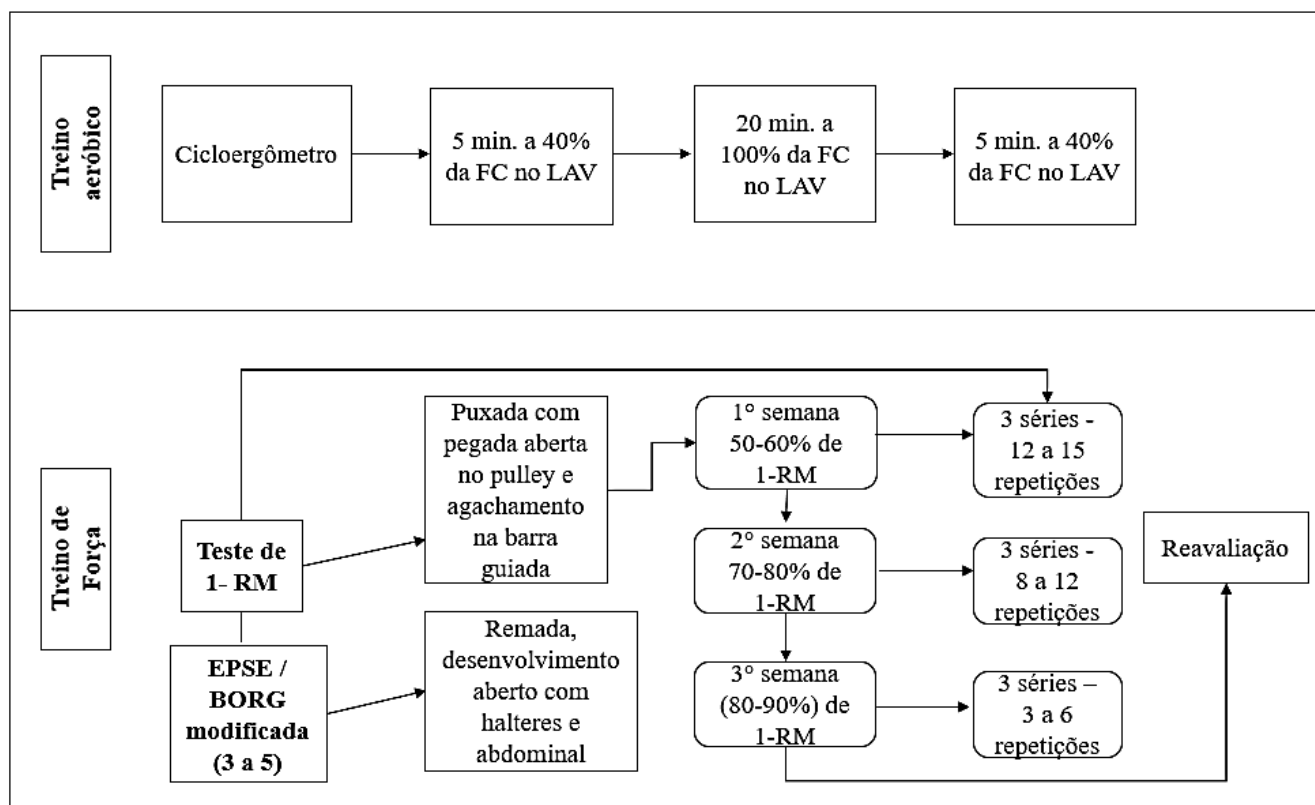 Treino
aeróbico
Cicloergômetro
5 min. a 40%
da FC no LAV
20 min. a
100% da FC
no LAV
5 min. a 40%
da FC no LAV
Treino de
Força
Teste de
1- RM
EPSE /
BORG
modificada
(3 a 5)
Puxada com
pegada aberta
no pulley e
agachamento
na barra
guiada
Remada,
desenvolvimento
aberto com
halteres e
abdominal
1° semana
50-60% de
1-RM
3 séries -
12 a 15
repetições
2° semana
70-80% de
1-RM
3 séries -
8 a 12
repetições
3° semana
(80-90%) de
1-RM
3 séries –
3 a 6
repetições
Reavaliação